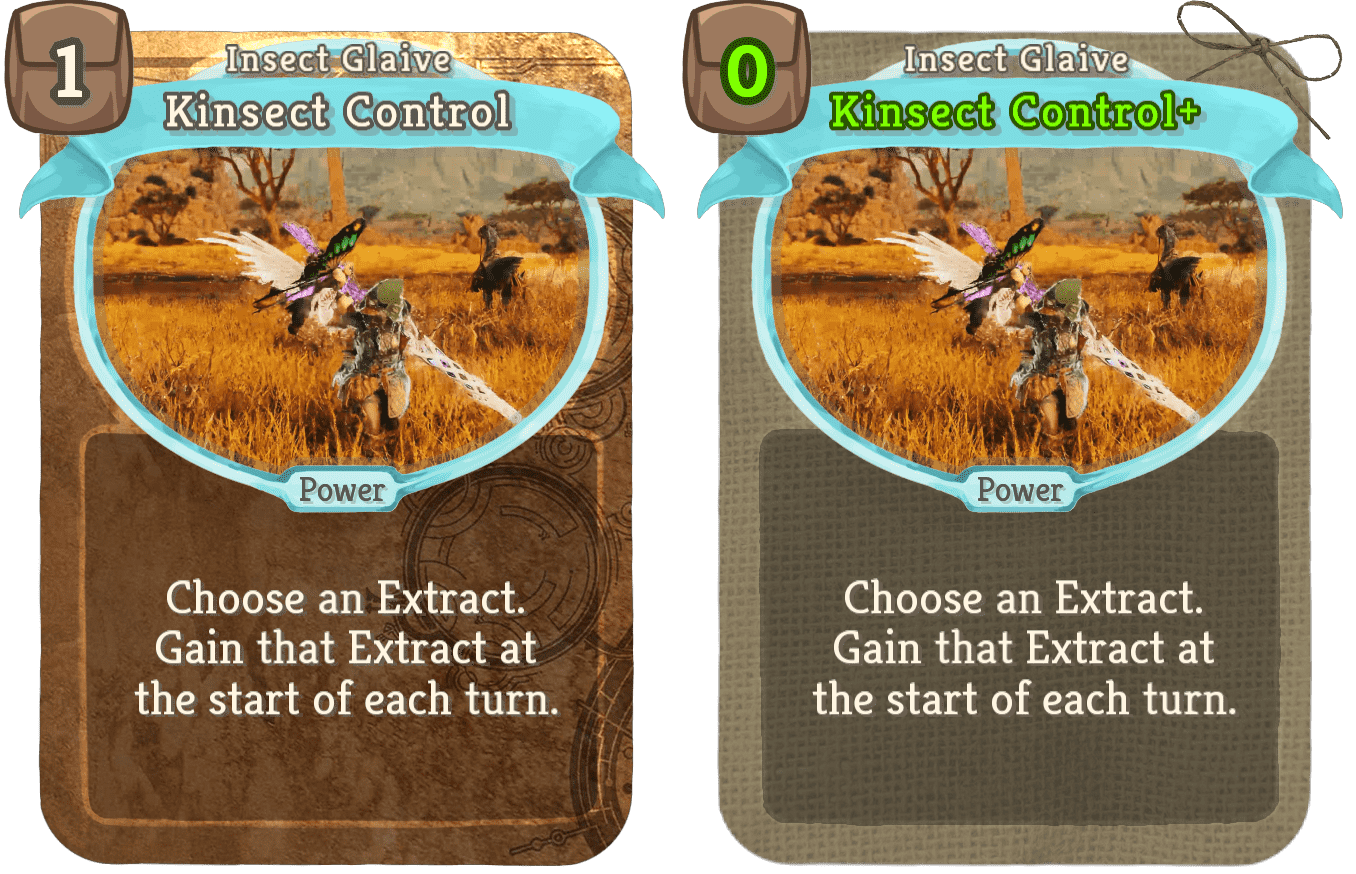 1
Insect Glaive
Kinsect Control
Power
Choose an Extract.
Gain that Extract at
the start of each turn.
0
Insect Glaive
Kinsect Control+
Power
Choose an Extract.
Gain that Extract at
the start of each turn.